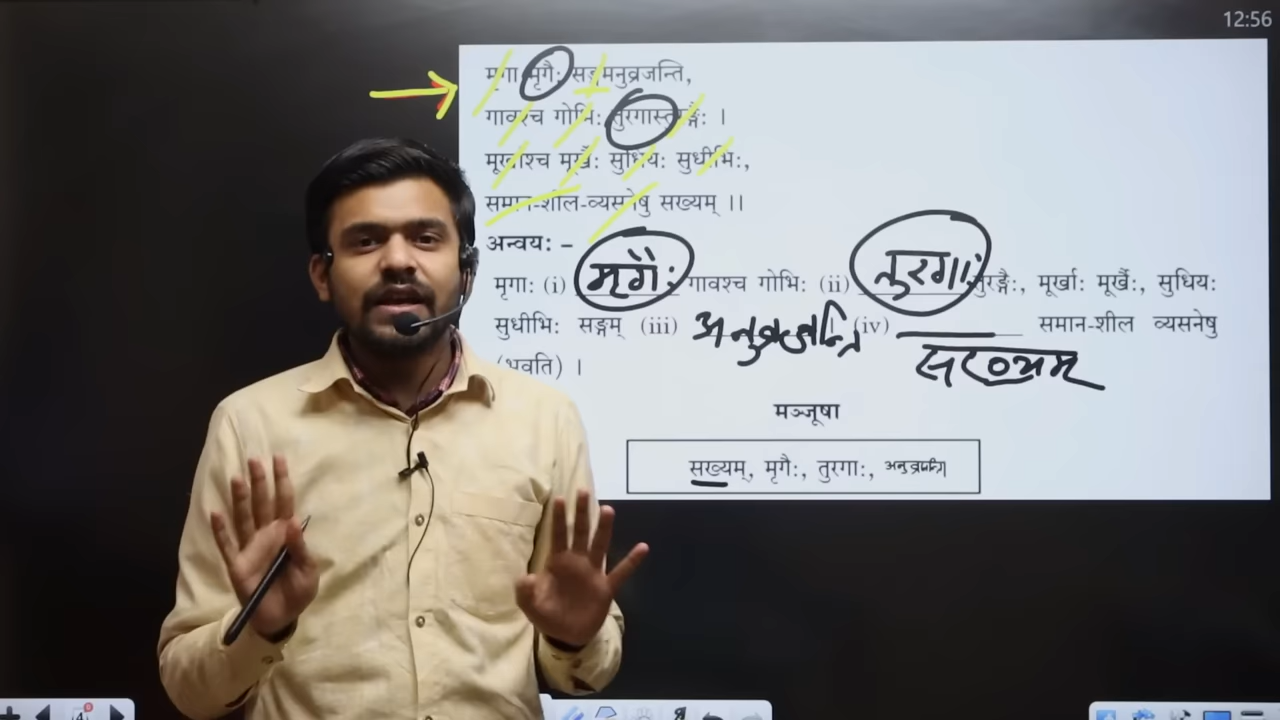 12:56
मृगा मृगैः सङ्गमनुव्रजन्ति,
गावश्च गोभिः तुरगास्तुरङ्गैः ।
मूर्खाश्च मूर्खैः सुधियः सुधीभिः,
समान-शील-व्यसनेषु सख्यम् ।।
अन्वयः –
मृगाः (i) मृगैः गावश्च गोभिः (ii) तुरगाः तुरङ्गैः, मूर्खाः मूर्खैः, सुधियः
सुधीभिः सङ्गम् (iii) अनुव्रजन्ति (iv) सख्यम् समान-शील व्यसनेषु
(भवति) ।
मञ्जूषा
सख्यम्, मृगैः, तुरगाः, अनुव्रजन्ति